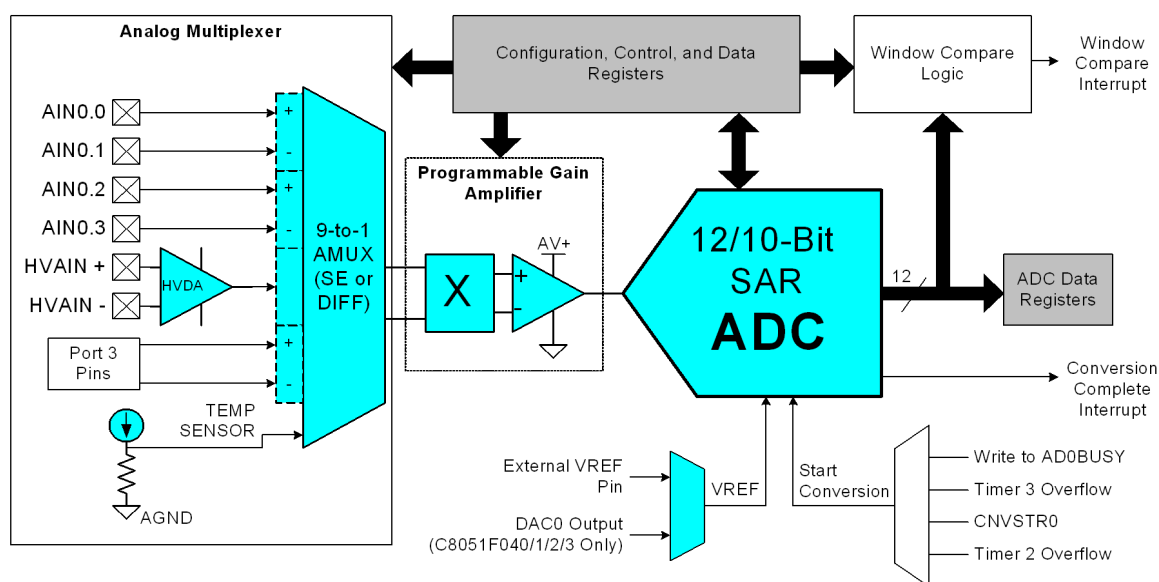 Analog Multiplexer
AIN0.0
AIN0.1
AIN0.2
AIN0.3
HVAIN +
HVAIN -
HVDA
Port 3
Pins
+
-
+
-
+
-
9-to-1
AMUX
(SE or
DIFF)
TEMP
SENSOR
AGND
Configuration, Control, and Data
Registers
Programmable Gain
Amplifier
X
+
-
AV+
Window Compare
Logic
Window
Compare
Interrupt
12/10-Bit
SAR
ADC
12
ADC Data
Registers
Conversion
Complete
Interrupt
External VREF
Pin
DAC0 Output
(C8051F040/1/2/3 Only)
VREF
Start
Conversion
Write to AD0BUSY
Timer 3 Overflow
CNVSTR0
Timer 2 Overflow